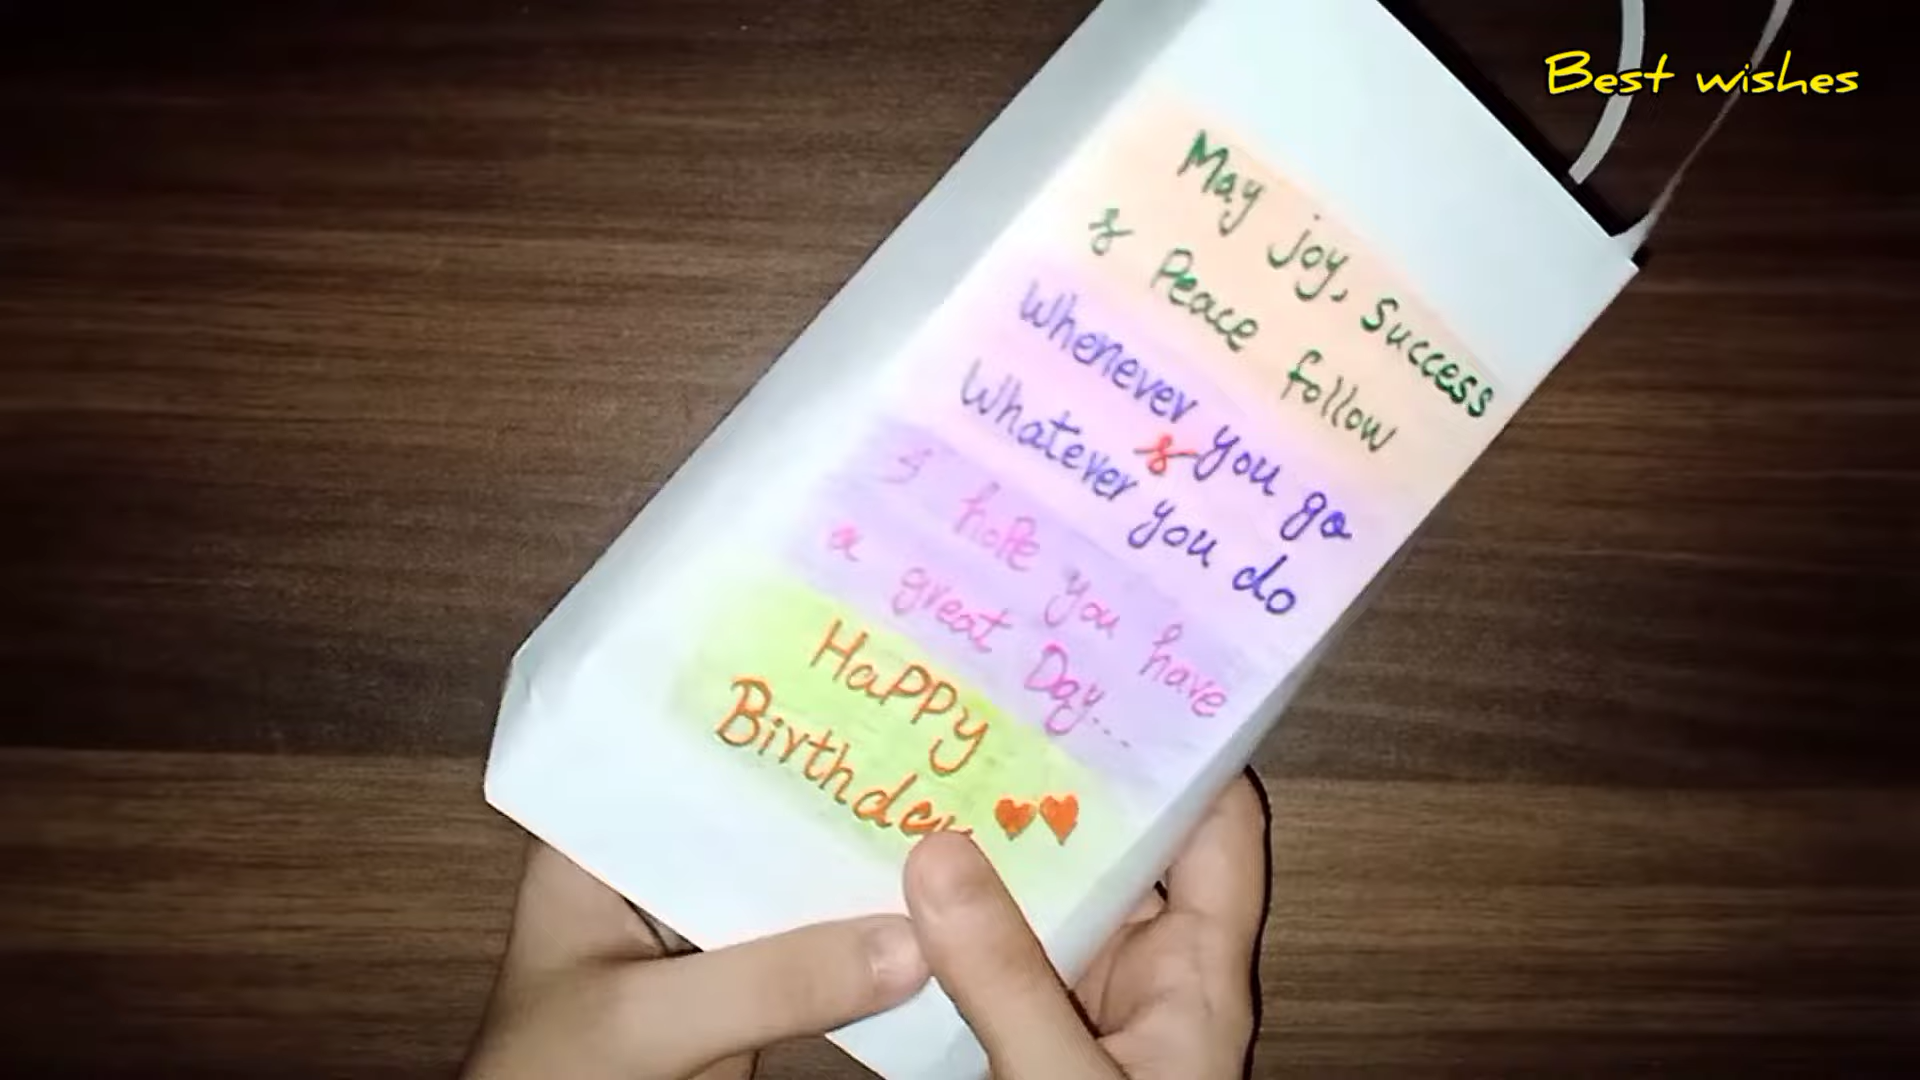 Best wishes
May joy, success
& Peace follow
Whenever you go
&
Whatever you do
I hope you have
a great Day...
Happy
Birthday